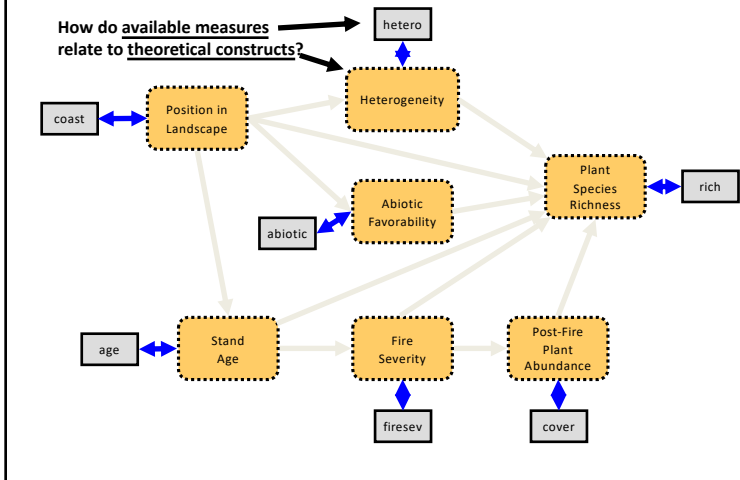 How do available measures
relate to theoretical constructs?
hetero
Heterogeneity
coast
Position in
Landscape
Plant
Species
Richness
rich
Abiotic
Favorability
abiotic
age
Stand
Age
Fire
Severity
Post-Fire
Plant
Abundance
firesev
cover